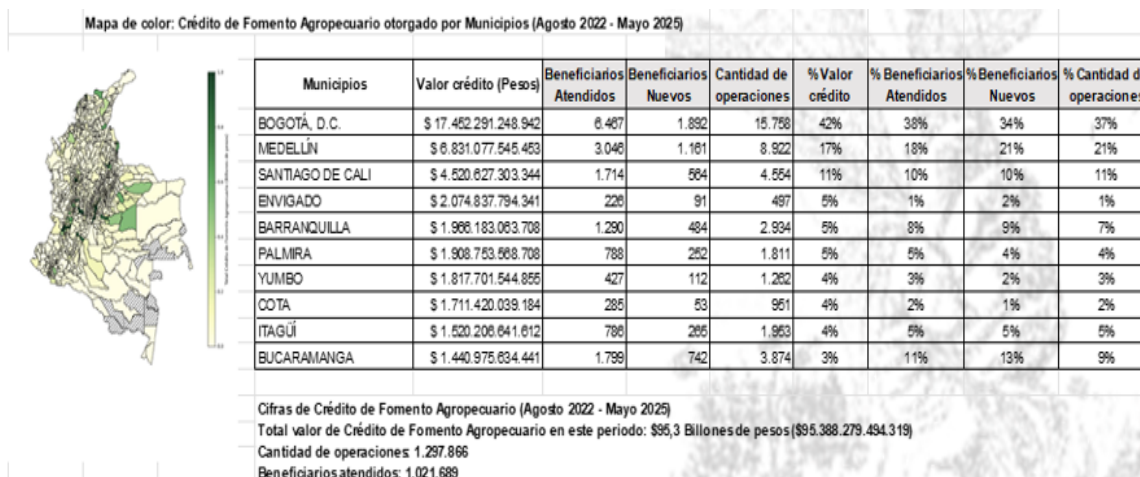 Mapa de color: Crédito de Fomento Agropecuario otorgado por Municipios (Agosto 2022 - Mayo 2025)
Municipios Valor crédito (Pesos) Beneficiarios Atendidos Beneficiarios Nuevos Cantidad de operaciones % Valor crédito % Beneficiarios Atendidos % Beneficiarios Nuevos % Cantidad d operaciones
BOGOTÁ, D.C. $ 17.452.291.248.942 6.467 1.892 15.758 42% 38% 34% 37%
MEDELLÍN $ 6.831.077.545.453 3.046 1.161 8.922 17% 18% 21% 21%
SANTIAGO DE CALI $ 4.520.627.303.344 1.714 564 4.554 11% 10% 10% 11%
ENVIGADO $ 2.074.837.794.341 226 91 497 5% 1% 2% 1%
BARRANQUILLA $ 1.966.183.063.708 1.290 484 2.934 5% 8% 9% 7%
PALMIRA $ 1.908.753.568.708 788 252 1.811 5% 5% 4% 4%
YUMBO $ 1.817.701.544.855 427 112 1.262 4% 3% 2% 3%
COTA $ 1.711.420.039.184 285 53 951 4% 2% 1% 2%
ITAGÜÍ $ 1.520.206.641.612 786 265 1.953 4% 5% 5% 5%
BUCARAMANGA $ 1.440.975.634.441 1.799 742 3.874 3% 11% 13% 9%
Cifras de Crédito de Fomento Agropecuario (Agosto 2022 - Mayo 2025)
Total valor de Crédito de Fomento Agropecuario en este periodo: $95,3 Billones de pesos ($95.388.279.494.319)
Cantidad de operaciones: 1.297.866
Beneficiarios atendidos: 1.021.689